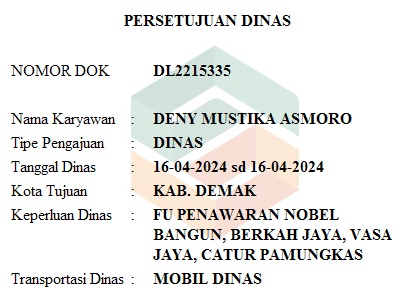 PERSETUJUAN DINAS
NOMOR DOK DL2215335
Nama Karyawan : DENY MUSTIKA ASMORO
Tipe Pengajuan : DINAS
Tanggal Dinas : 16-04-2024 sd 16-04-2024
Kota Tujuan : KAB. DEMAK
Keperluan Dinas : FU PENAWARAN NOBEL
BANGUN, BERKAH JAYA, VASA
JAYA, CATUR PAMUNGKAS
Transportasi Dinas : MOBIL DINAS